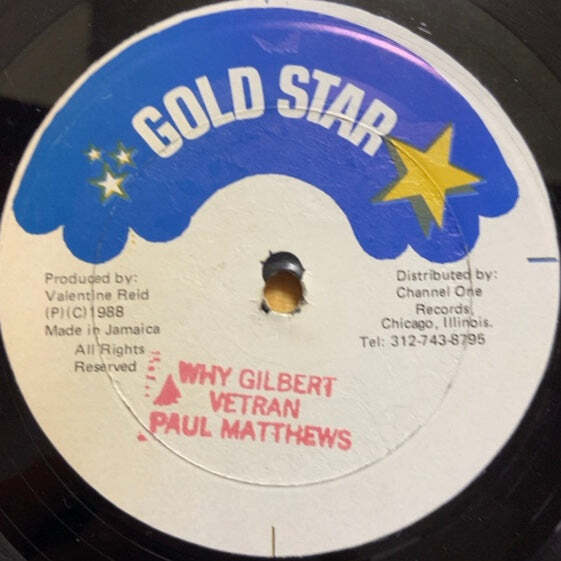 GOLD STAR
Produced by:
Valentine Reid
(P)(C)1988
Made in Jamaica
All Rights
Reserved
Distributed by:
Channel One
Records,
Chicago, Illinois.
Tel: 312-743-8795
WHY GILBERT
VETRAN
PAUL MATTHEWS